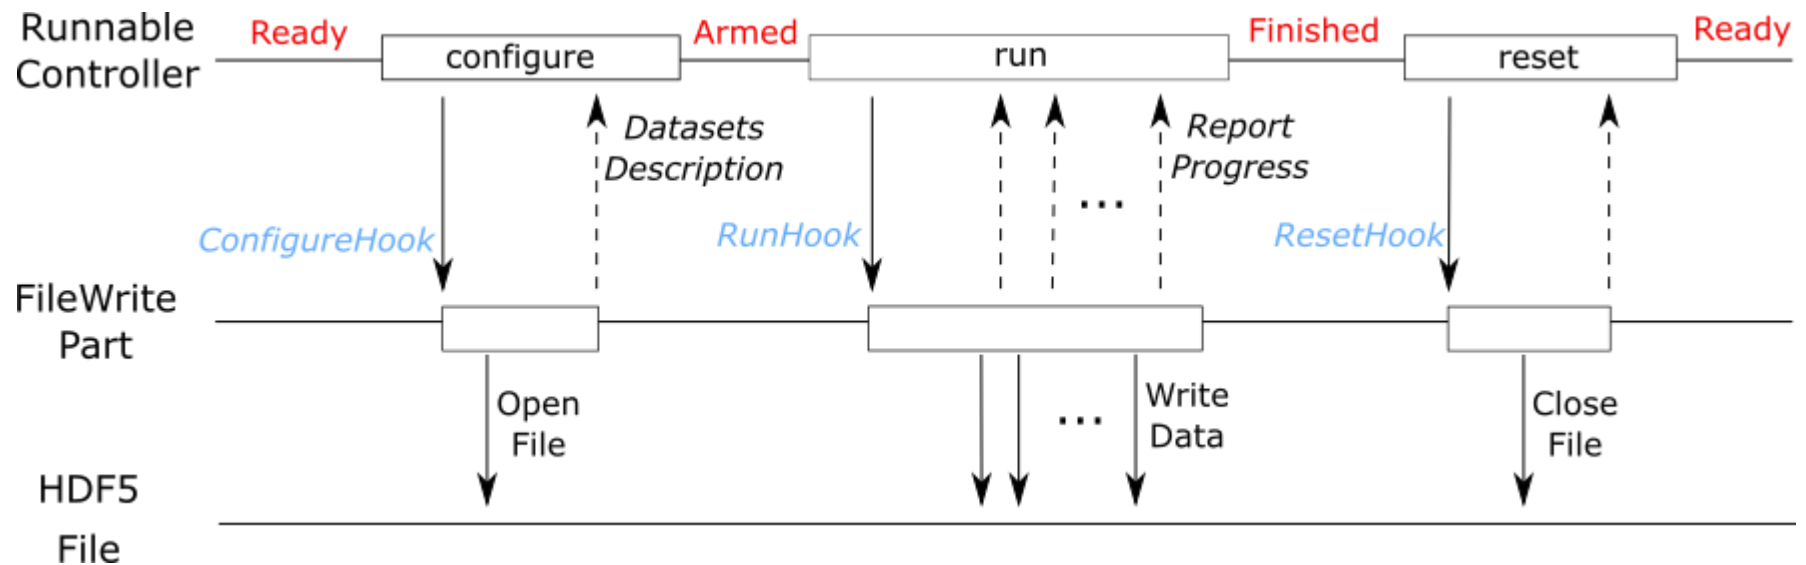 Runnable
Controller
Ready
configure
Armed
run
Finished
reset
Ready
Datasets
Description
Report
Progress
...
ConfigureHook
RunHook
ResetHook
FileWrite
Part
Open
File
...
Write
Data
Close
File
HDF5
File